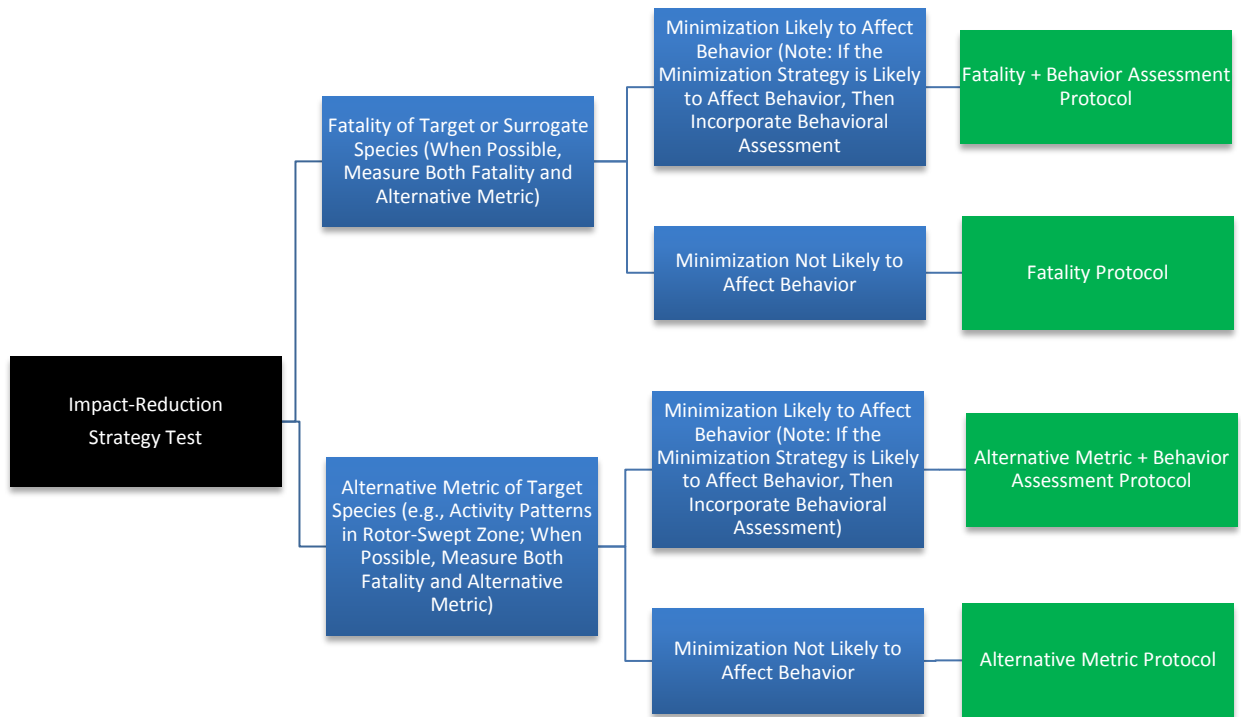 Impact-Reduction
Strategy Test
Fatality of Target or Surrogate
Species (When Possible,
Measure Both Fatality and
Alternative Metric)
Minimization Likely to Affect
Behavior (Note: If the
Minimization Strategy is Likely
to Affect Behavior, Then
Incorporate Behavioral
Assessment
Fatality + Behavior Assessment
Protocol
Minimization Not Likely to
Affect Behavior
Fatality Protocol
Alternative Metric of Target
Species (e.g., Activity Patterns
in Rotor-Swept Zone; When
Possible, Measure Both
Fatality and Alternative
Metric)
Minimization Likely to Affect
Behavior (Note: If the
Minimization Strategy is Likely
to Affect Behavior, Then
Incorporate Behavioral
Assessment)
Alternative Metric + Behavior
Assessment Protocol
Minimization Not Likely to
Affect Behavior
Alternative Metric Protocol